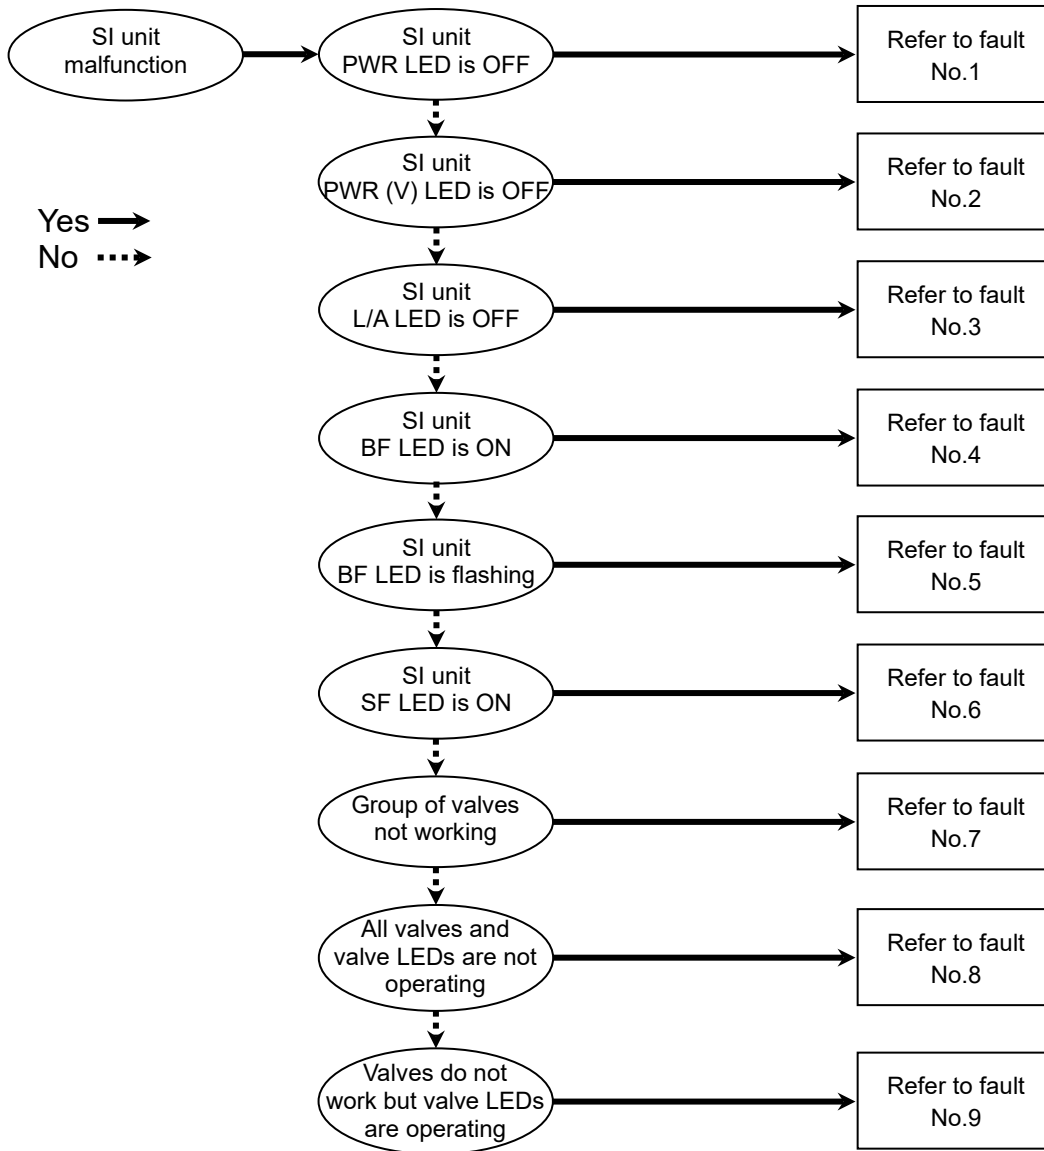 SI unit
malfunction
SI unit
PWR LED is OFF
Refer to fault
No.1
SI unit
PWR (V) LED is OFF
Refer to fault
No.2
Yes
No
SI unit
L/A LED is OFF
Refer to fault
No.3
SI unit
BF LED is ON
Refer to fault
No.4
SI unit
BF LED is flashing
Refer to fault
No.5
SI unit
SF LED is ON
Refer to fault
No.6
Group of valves
not working
Refer to fault
No.7
All valves and
valve LEDs are not
operating
Refer to fault
No.8
Valves do not
work but valve LEDs
are operating
Refer to fault
No.9